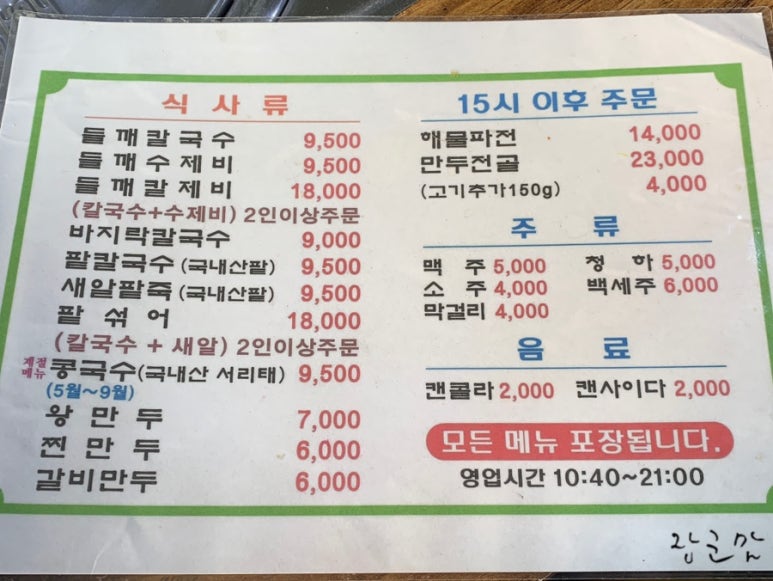 식사류
들깨칼국수 9,500
들깨수제비 9,500
들깨칼제비 18,000
(칼국수+수제비) 2인이상주문
바지락칼국수 9,000
팥칼국수 (국내산팥) 9,500
새알팥죽 (국내산팥) 9,500
팥섞어 18,000
(칼국수 + 새알) 2인이상주문
계절메뉴 콩국수(국내산 서리태) 9,500
(5월~9월)
왕만두 7,000
찐만두 6,000
갈비만두 6,000
15시 이후 주문
해물파전 14,000
만두전골 23,000
(고기추가150g) 4,000
주류
맥주 5,000 청하 5,000
소주 4,000 백세주 6,000
막걸리 4,000
음료
캔콜라 2,000 캔사이다 2,000
모든 메뉴 포장됩니다.
영업시간 10:40~21:00